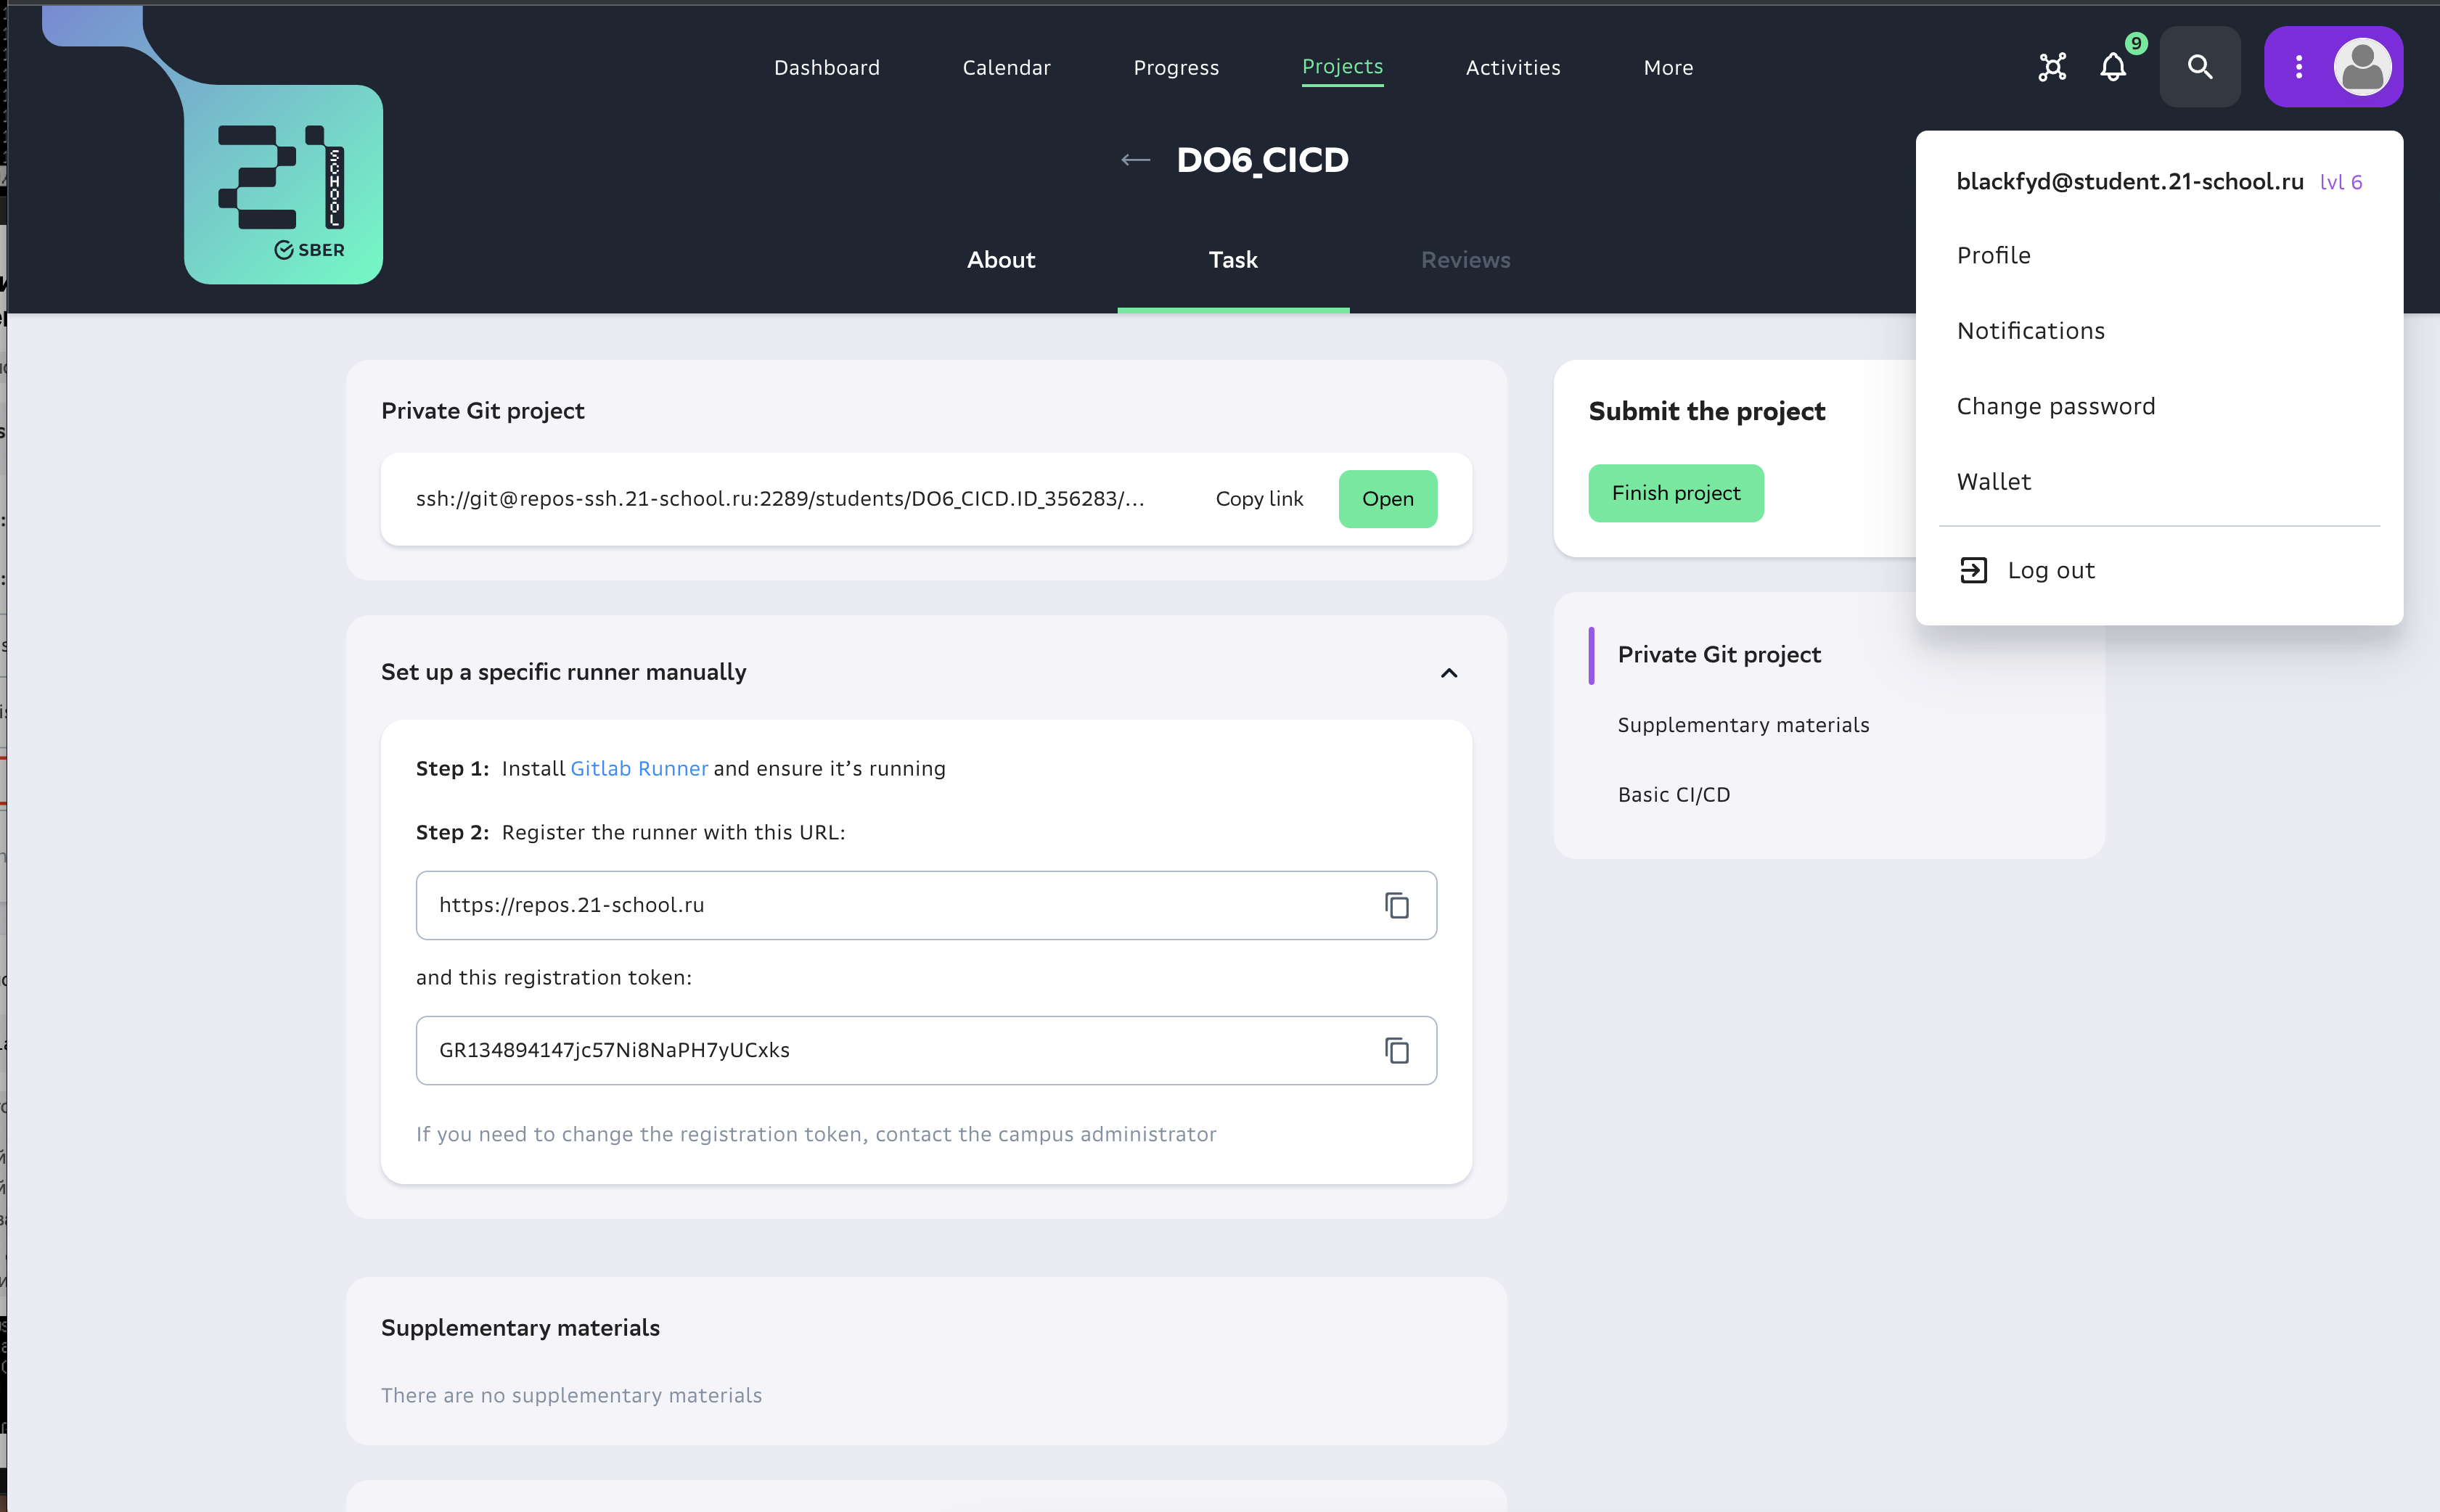 Dashboard
Calendar
Progress
Projects
Activities
More
9
21
SCHOOL
SBER
← DO6_CICD
About
Task
Reviews
blackfyd@student.21-school.ru lvl 6
Profile
Notifications
Change password
Wallet
Log out
Private Git project
ssh://git@repos-ssh.21-school.ru:2289/students/DO6_CICD.ID_356283/...
Copy link
Open
Submit the project
Finish project
Set up a specific runner manually
Step 1: Install Gitlab Runner and ensure it’s running
Step 2: Register the runner with this URL:
https://repos.21-school.ru
and this registration token:
GR134894147jc57Ni8NaPH7yUCxks
If you need to change the registration token, contact the campus administrator
Private Git project
Supplementary materials
Basic CI/CD
Supplementary materials
There are no supplementary materials